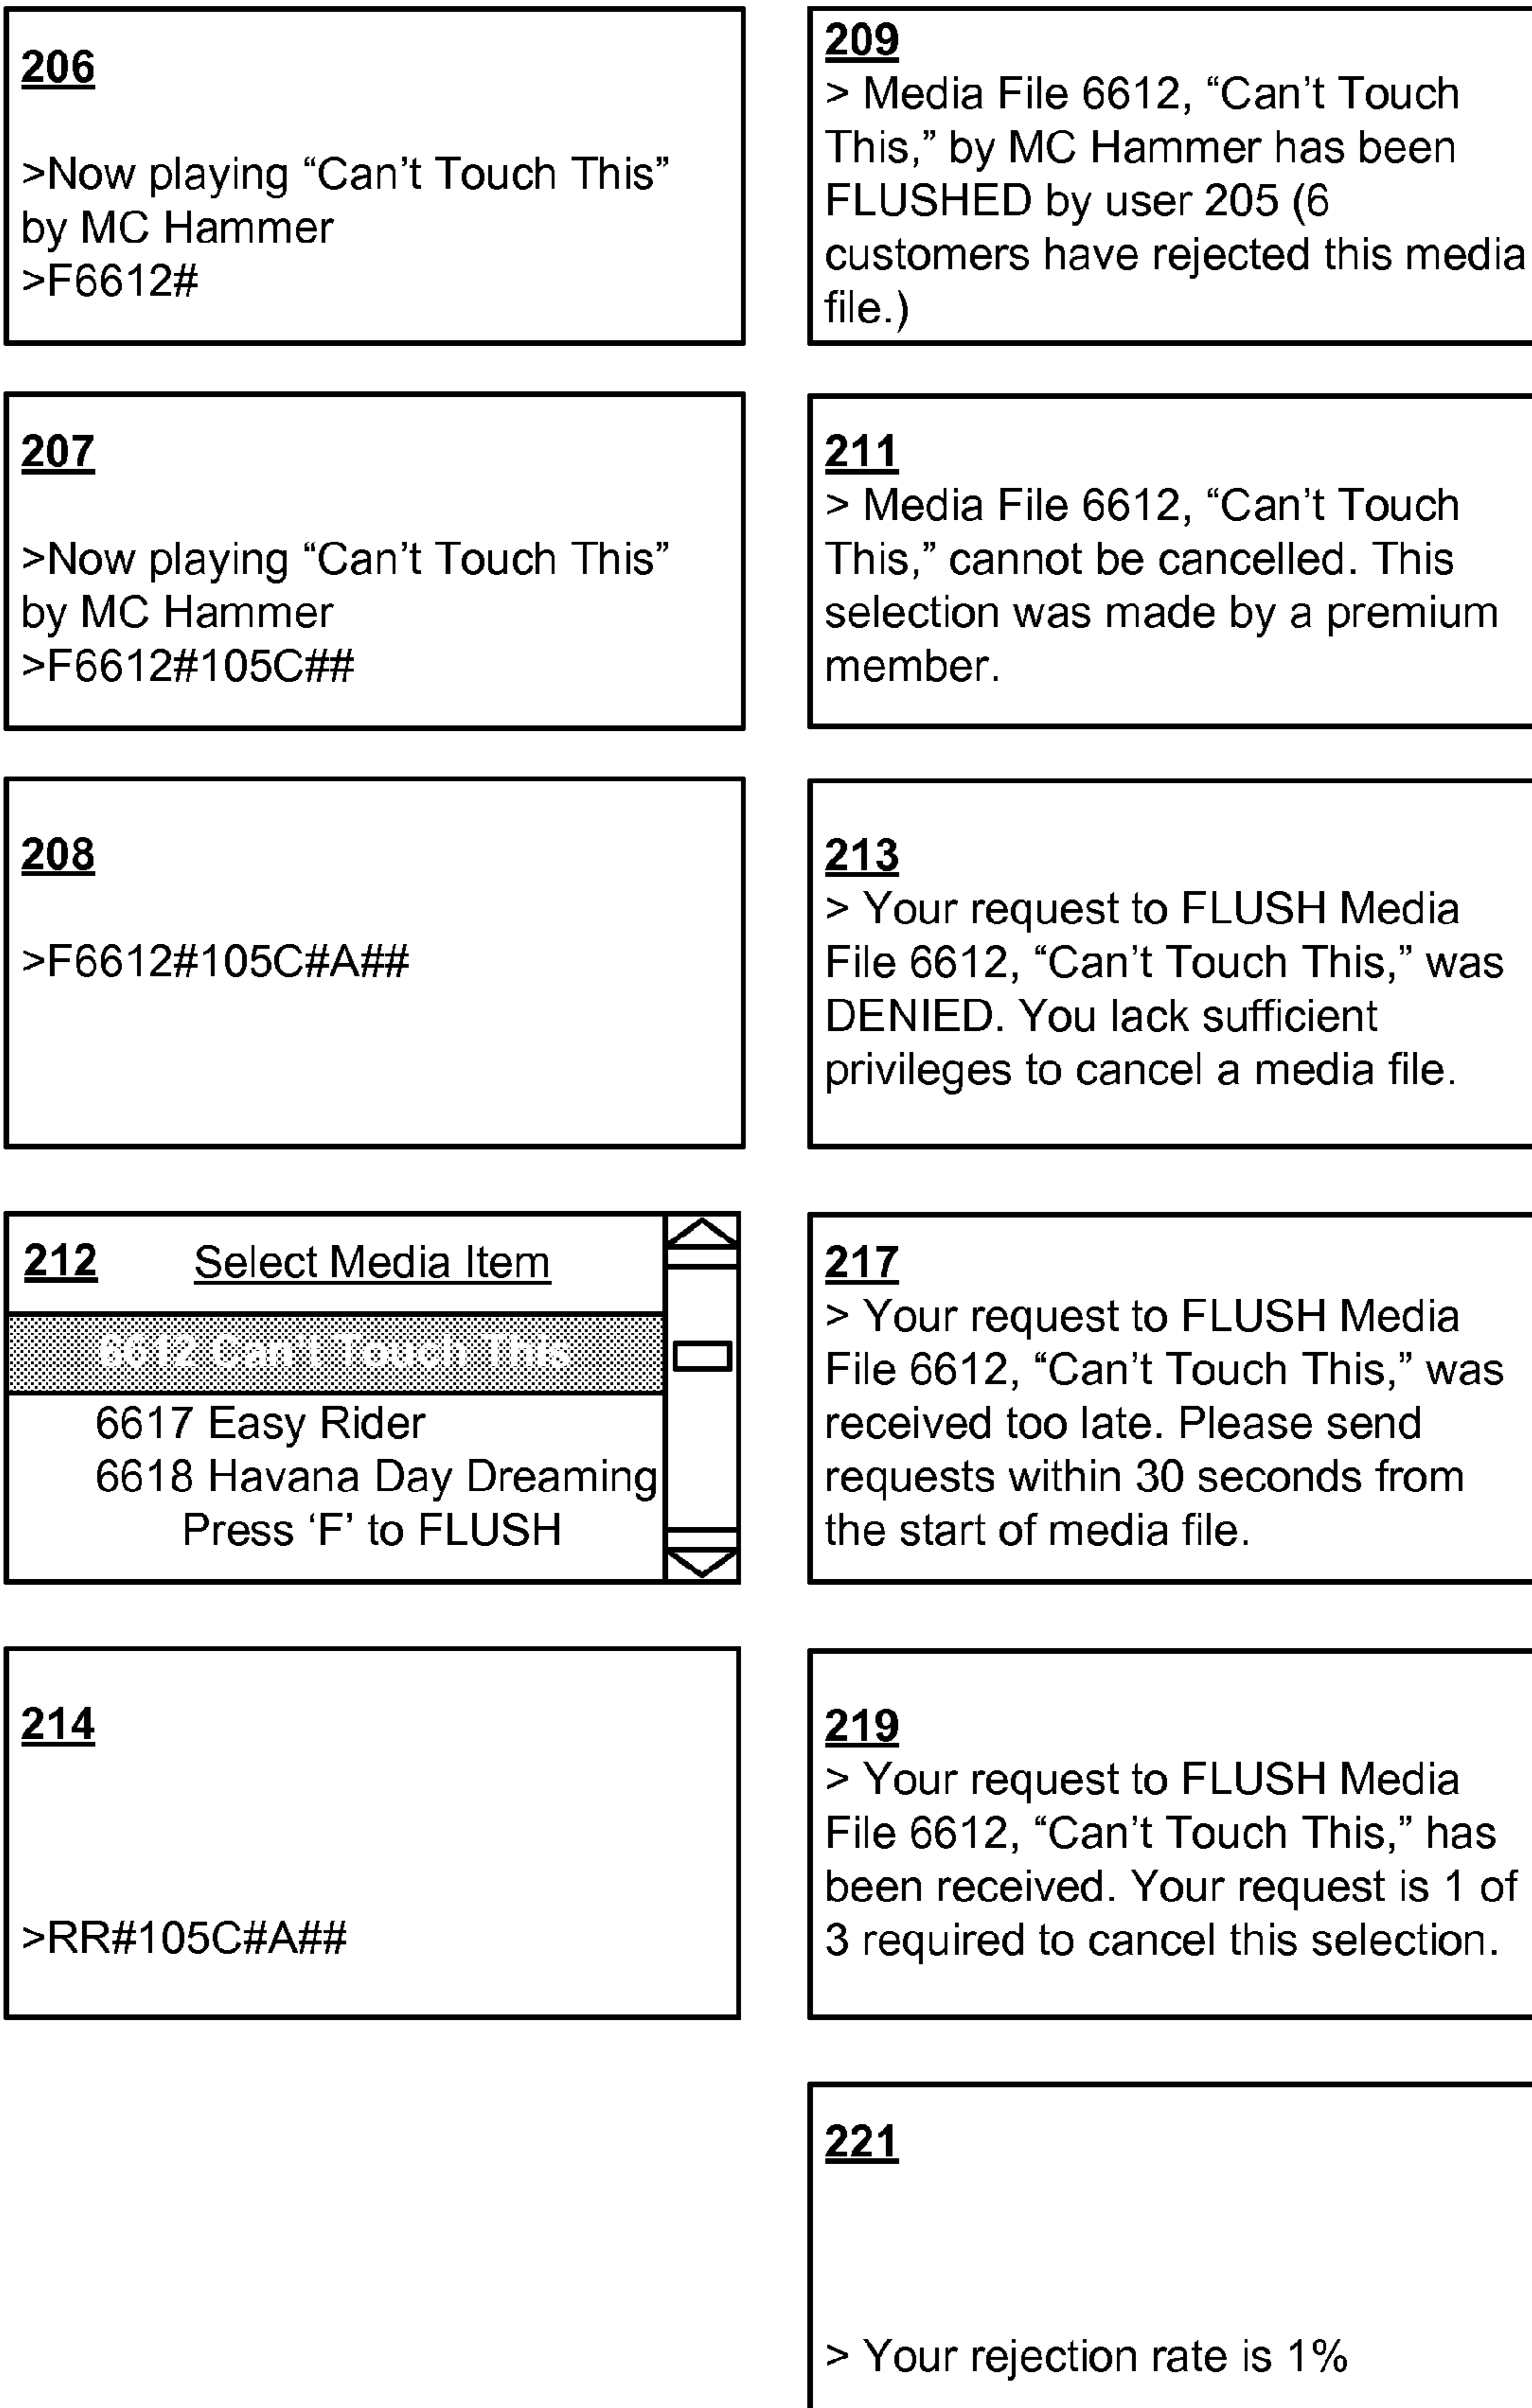 206
>Now playing “Can't Touch This”
by MC Hammer
>F6612#
209
> Media File 6612, “Can't Touch
This,” by MC Hammer has been
FLUSHED by user 205 (6
customers have rejected this media
file.)
207
>Now playing “Can't Touch This”
by MC Hammer
>F6612#105C##
211
> Media File 6612, “Can't Touch
This,” cannot be cancelled. This
selection was made by a premium
member.
208
>F6612#105C#A##
213
> Your request to FLUSH Media
File 6612, “Can't Touch This,” was
DENIED. You lack sufficient
privileges to cancel a media file.
212 Select Media Item
6612 Can't Touch This
6617 Easy Rider
6618 Havana Day Dreaming
Press ‘F’ to FLUSH
217
> Your request to FLUSH Media
File 6612, “Can't Touch This,” was
received too late. Please send
requests within 30 seconds from
the start of media file.
214
>RR#105C#A##
219
> Your request to FLUSH Media
File 6612, “Can't Touch This,” has
been received. Your request is 1 of
3 required to cancel this selection.
221
> Your rejection rate is 1%